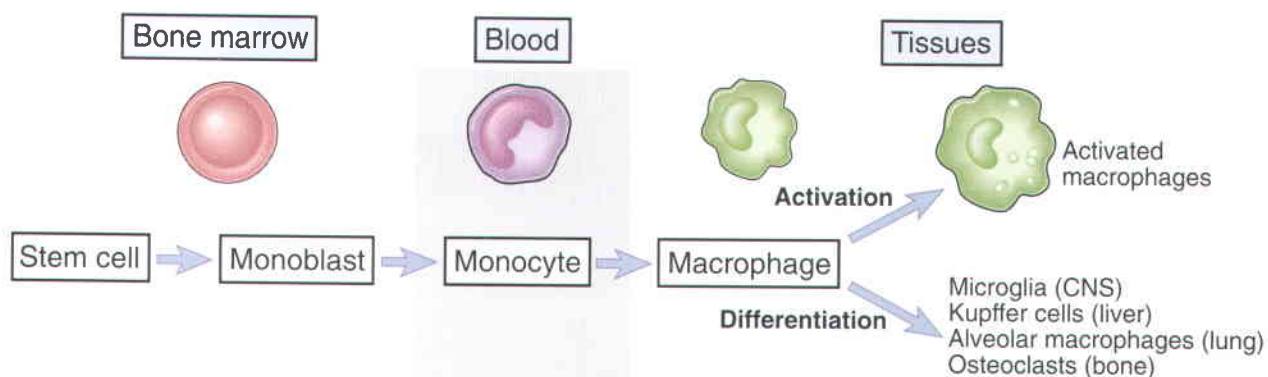 Bone marrow
Blood
Tissues
Activated
macrophages
Activation
Stem cell
Monoblast
Monocyte
Macrophage
Differentiation
Microglia (CNS)
Kupffer cells (liver)
Alveolar macrophages (lung)
Osteoclasts (bone)